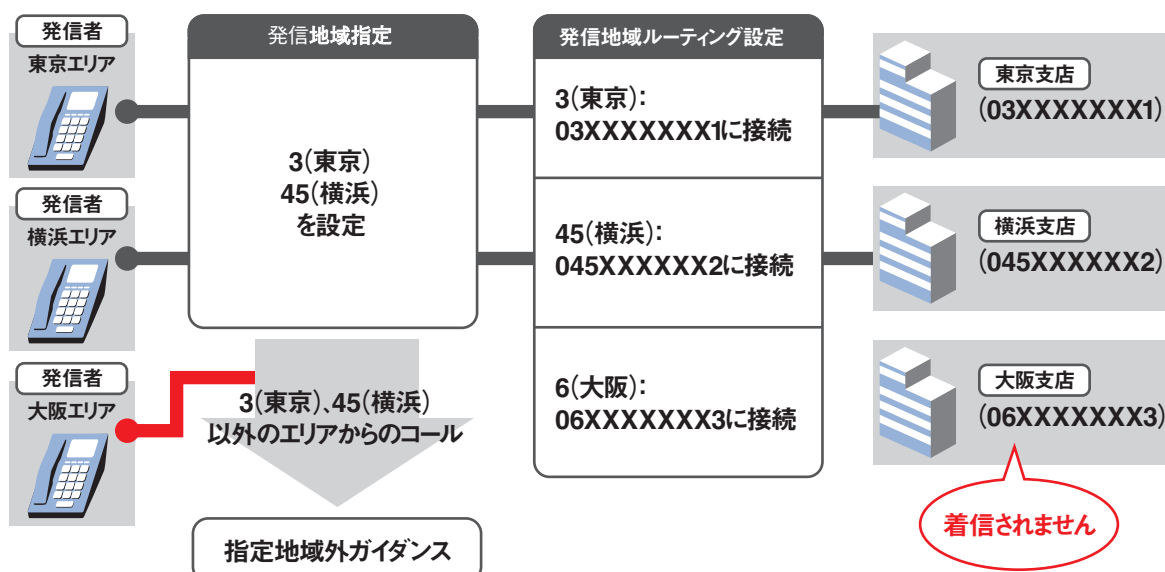 発信者
東京エリア
発信者
横浜エリア
発信者
大阪エリア
発信地域指定
3(東京)
45(横浜)
を設定
3(東京)、45(横浜)
以外のエリアからのコール
指定地域外ガイダンス
発信地域ルーティング設定
3(東京):
03XXXXXXX1に接続
45(横浜):
045XXXXXX2に接続
6(大阪):
06XXXXXXX3に接続
東京支店
(03XXXXXXX1)
横浜支店
(045XXXXXX2)
大阪支店
(06XXXXXXX3)
着信されません